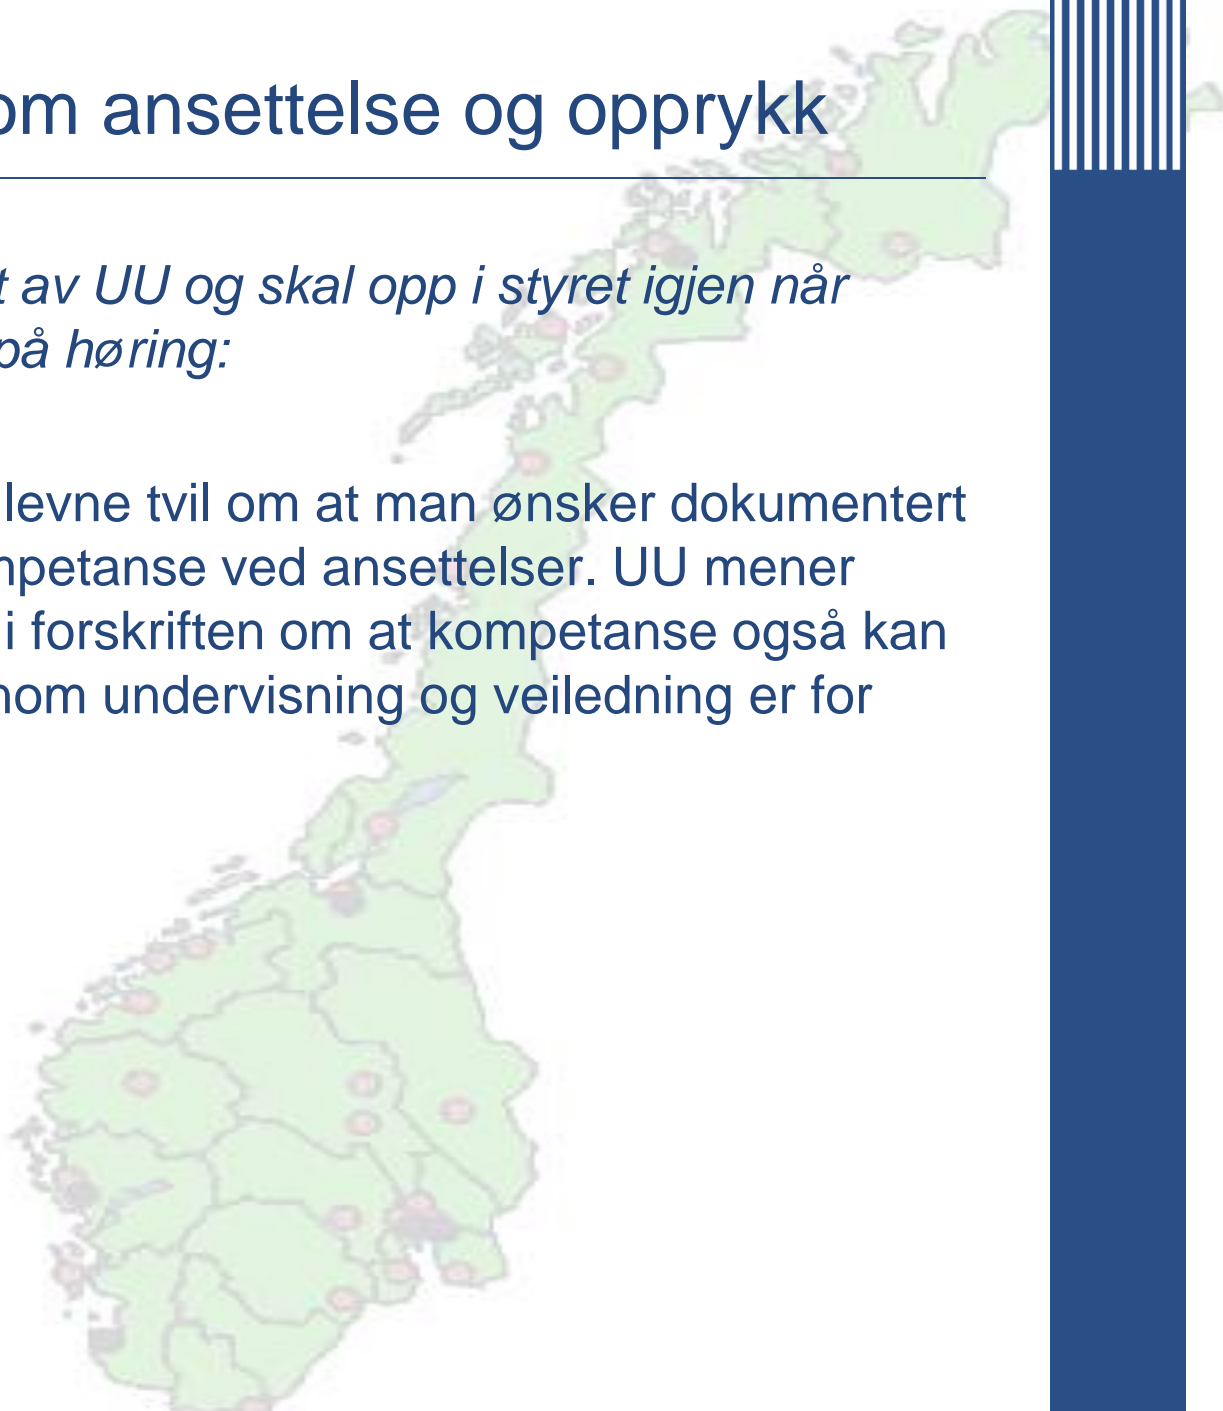 om ansettelse og opprykk
t av UU og skal opp i styret igjen når
på høring:
levne tvil om at man ønsker dokumentert
mpetanse ved ansettelser. UU mener
i forskriften om at kompetanse også kan
nom undervisning og veiledning er for